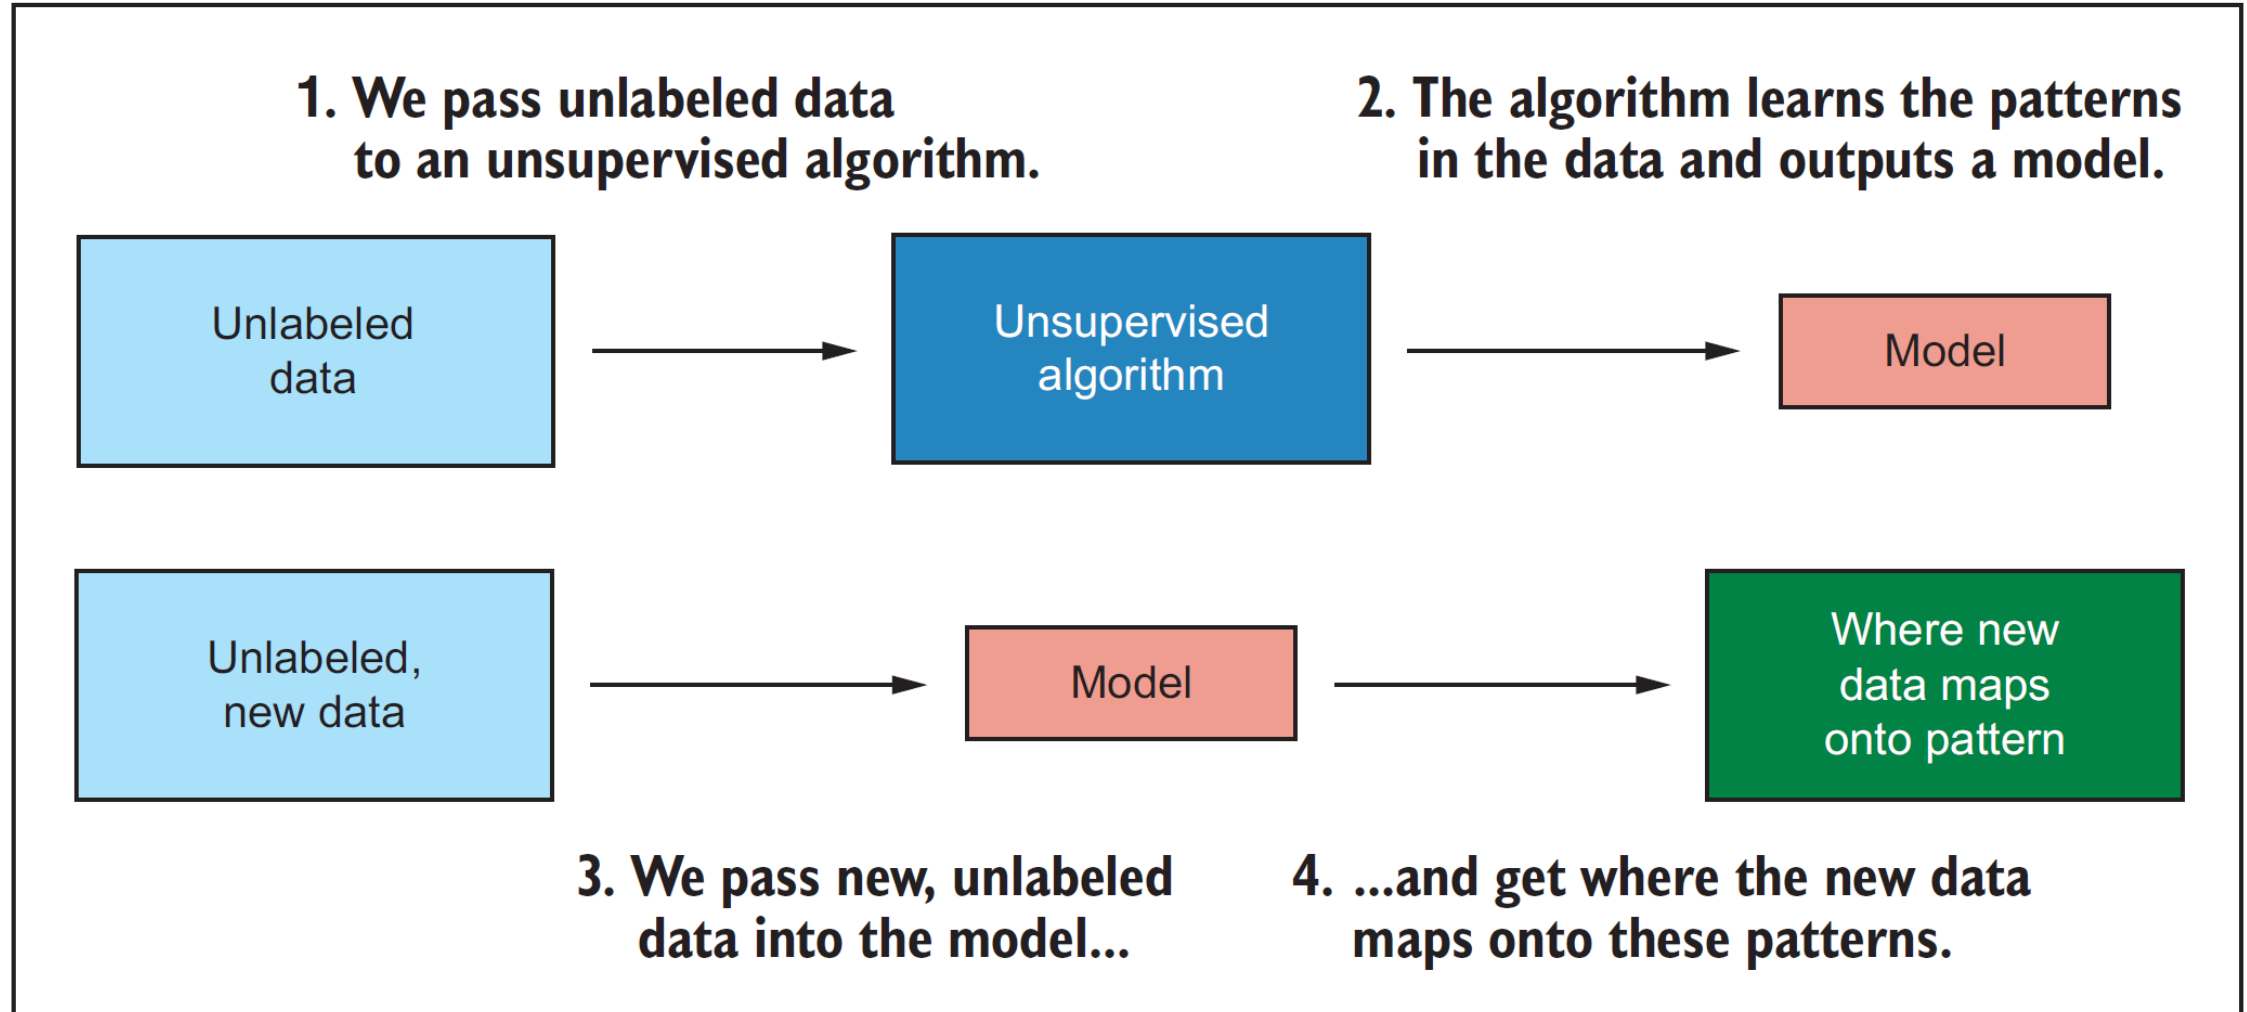 1. We pass unlabeled data
to an unsupervised algorithm.
2. The algorithm learns the patterns
in the data and outputs a model.
Unlabeled
data
Unsupervised
algorithm
Model
Unlabeled,
new data
Model
Where new
data maps
onto pattern
3. We pass new, unlabeled
data into the model...
4. ...and get where the new data
maps onto these patterns.